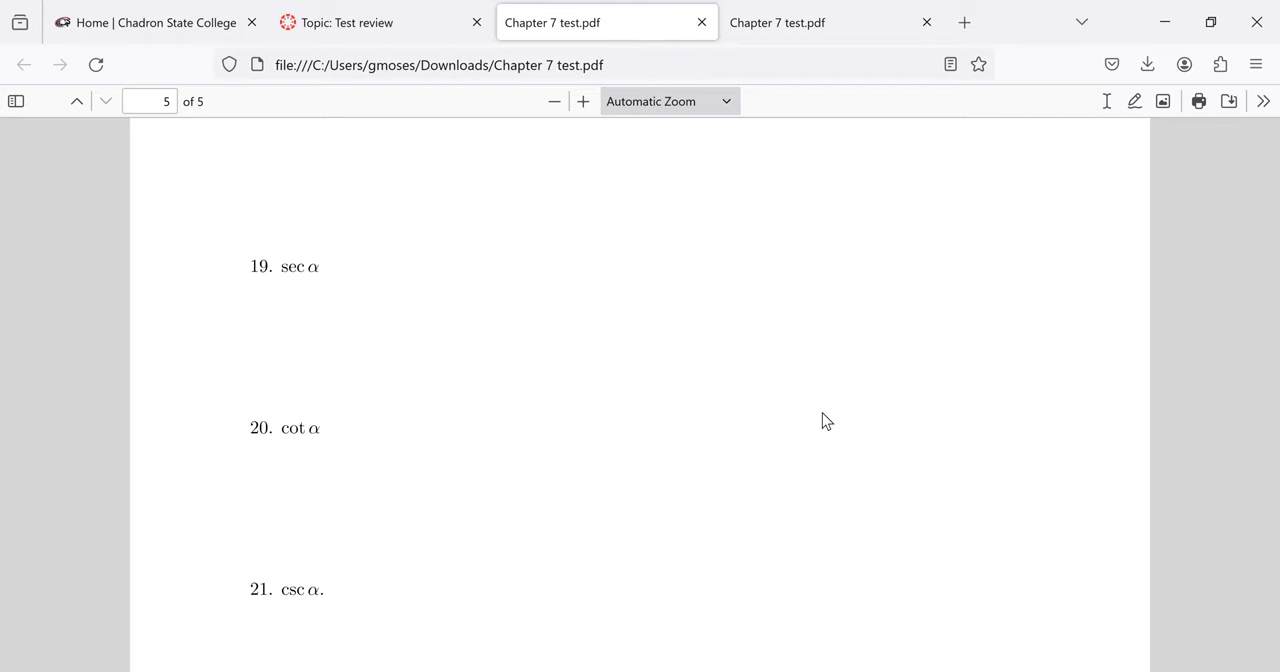 Home | Chadron State College
Topic: Test review
Chapter 7 test.pdf
Chapter 7 test.pdf
file:///C:/Users/gmoses/Downloads/Chapter 7 test.pdf
5 of 5
Automatic Zoom
19. sec α
20. cot α
21. csc α.